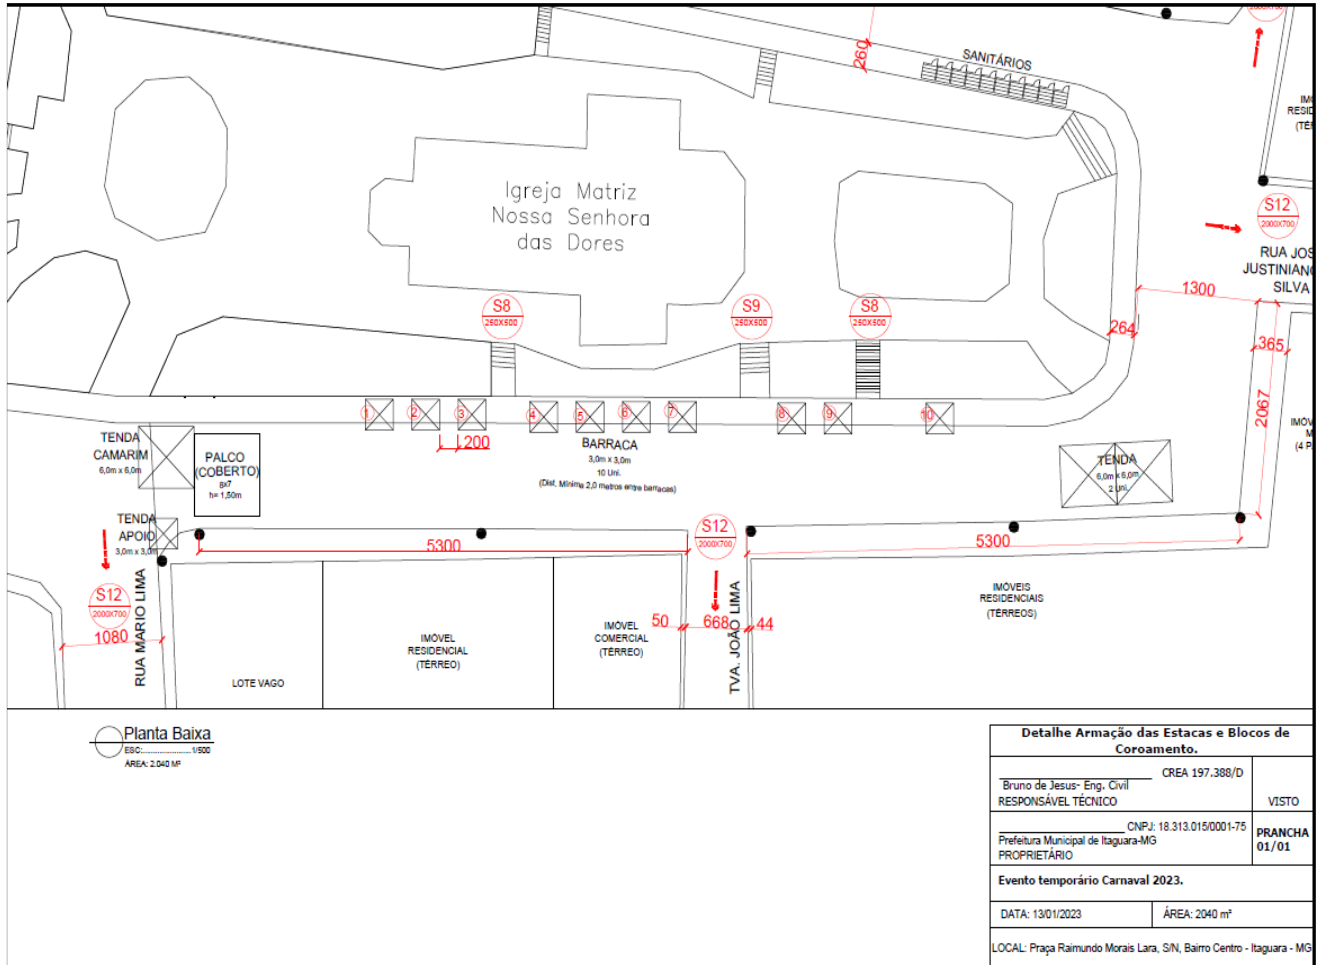 2000X700
260
SANITÁRIOS
IMÓ
RESID
(TÉR
Igreja Matriz
Nossa Senhora
das Dores
S12
2000X700
RUA JOS
JUSTINIANO
SILVA
1300
S8
250X500
S9
250X500
S8
250X500
264
365
2067
1
2
3
4
5
6
7
8
9
10
200
BARRACA
3,0m x 3,0m
10 Uni.
(Dist. Mínima 2,0 metros entre barracas)
TENDA
CAMARIM
6,0m x 6,0m
PALCO
(COBERTO)
8x7
h= 1,50m
TENDA
6,0m x 6,0m
2 Uni.
IMÓV
M
(4 P
TENDA
APOIO
3,0m x 3,0m
5300
S12
2000X700
5300
S12
2000X700
1080
RUA MARIO LIMA
LOTE VAGO
IMÓVEL
RESIDENCIAL
(TÉRREO)
IMÓVEL
COMERCIAL
(TÉRREO)
50
668
44
TVA. JOÃO LIMA
IMÓVEIS
RESIDENCIAIS
(TÉRREOS)
Planta Baixa
ESC:....................1/500
ÁREA: 2.040 M²
Detalhe Armação das Estacas e Blocos de
Coroamento.
CREA 197.388/D
Bruno de Jesus- Eng. Civil
RESPONSÁVEL TÉCNICO
VISTO
CNPJ: 18.313.015/0001-75
Prefeitura Municipal de Itaguara-MG
PROPRIETÁRIO
PRANCHA
01/01
Evento temporário Carnaval 2023.
DATA: 13/01/2023
ÁREA: 2040 m²
LOCAL: Praça Raimundo Morais Lara, S/N, Bairro Centro - Itaguara - MG